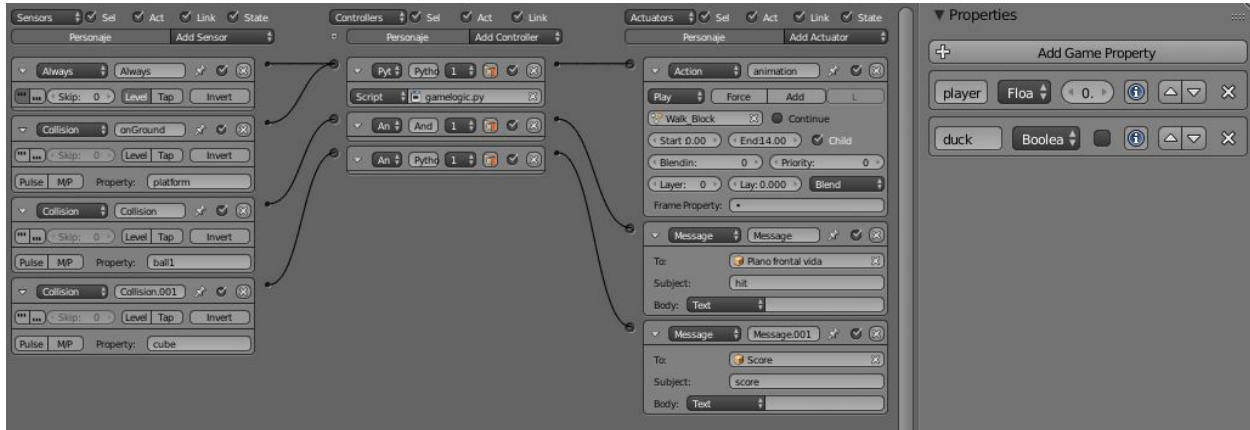 Sensors Sel Act Link State
Personaje Add Sensor
Always Always
Skip: 0 Level Tap Invert
Collision onGround
Skip: 0 Level Tap Invert
Pulse M/P Property: platform
Collision Collision
Skip: 0 Level Tap Invert
Pulse M/P Property: ball1
Collision Collision.001
Skip: 0 Level Tap Invert
Pulse M/P Property: cube
Controllers Sel Act Link
Personaje Add Controller
Pyt Pytho 1
Script gamelogic.py
An And 1
An Pytho 1
Actuators Sel Act Link State
Personaje Add Actuator
Action animation
Play Force Add L
Walk_Block Continue
Start 0.00 End:14.00 Child
Blendin: 0 Priority: 0
Layer: 0 Lay: 0.000 Blend
Frame Property:
Message Message
To: Plano frontal vida
Subject: hit
Body: Text
Message Message.001
To: Score
Subject: score
Body: Text
Properties
Add Game Property
player Floa 0.
duck Boolea